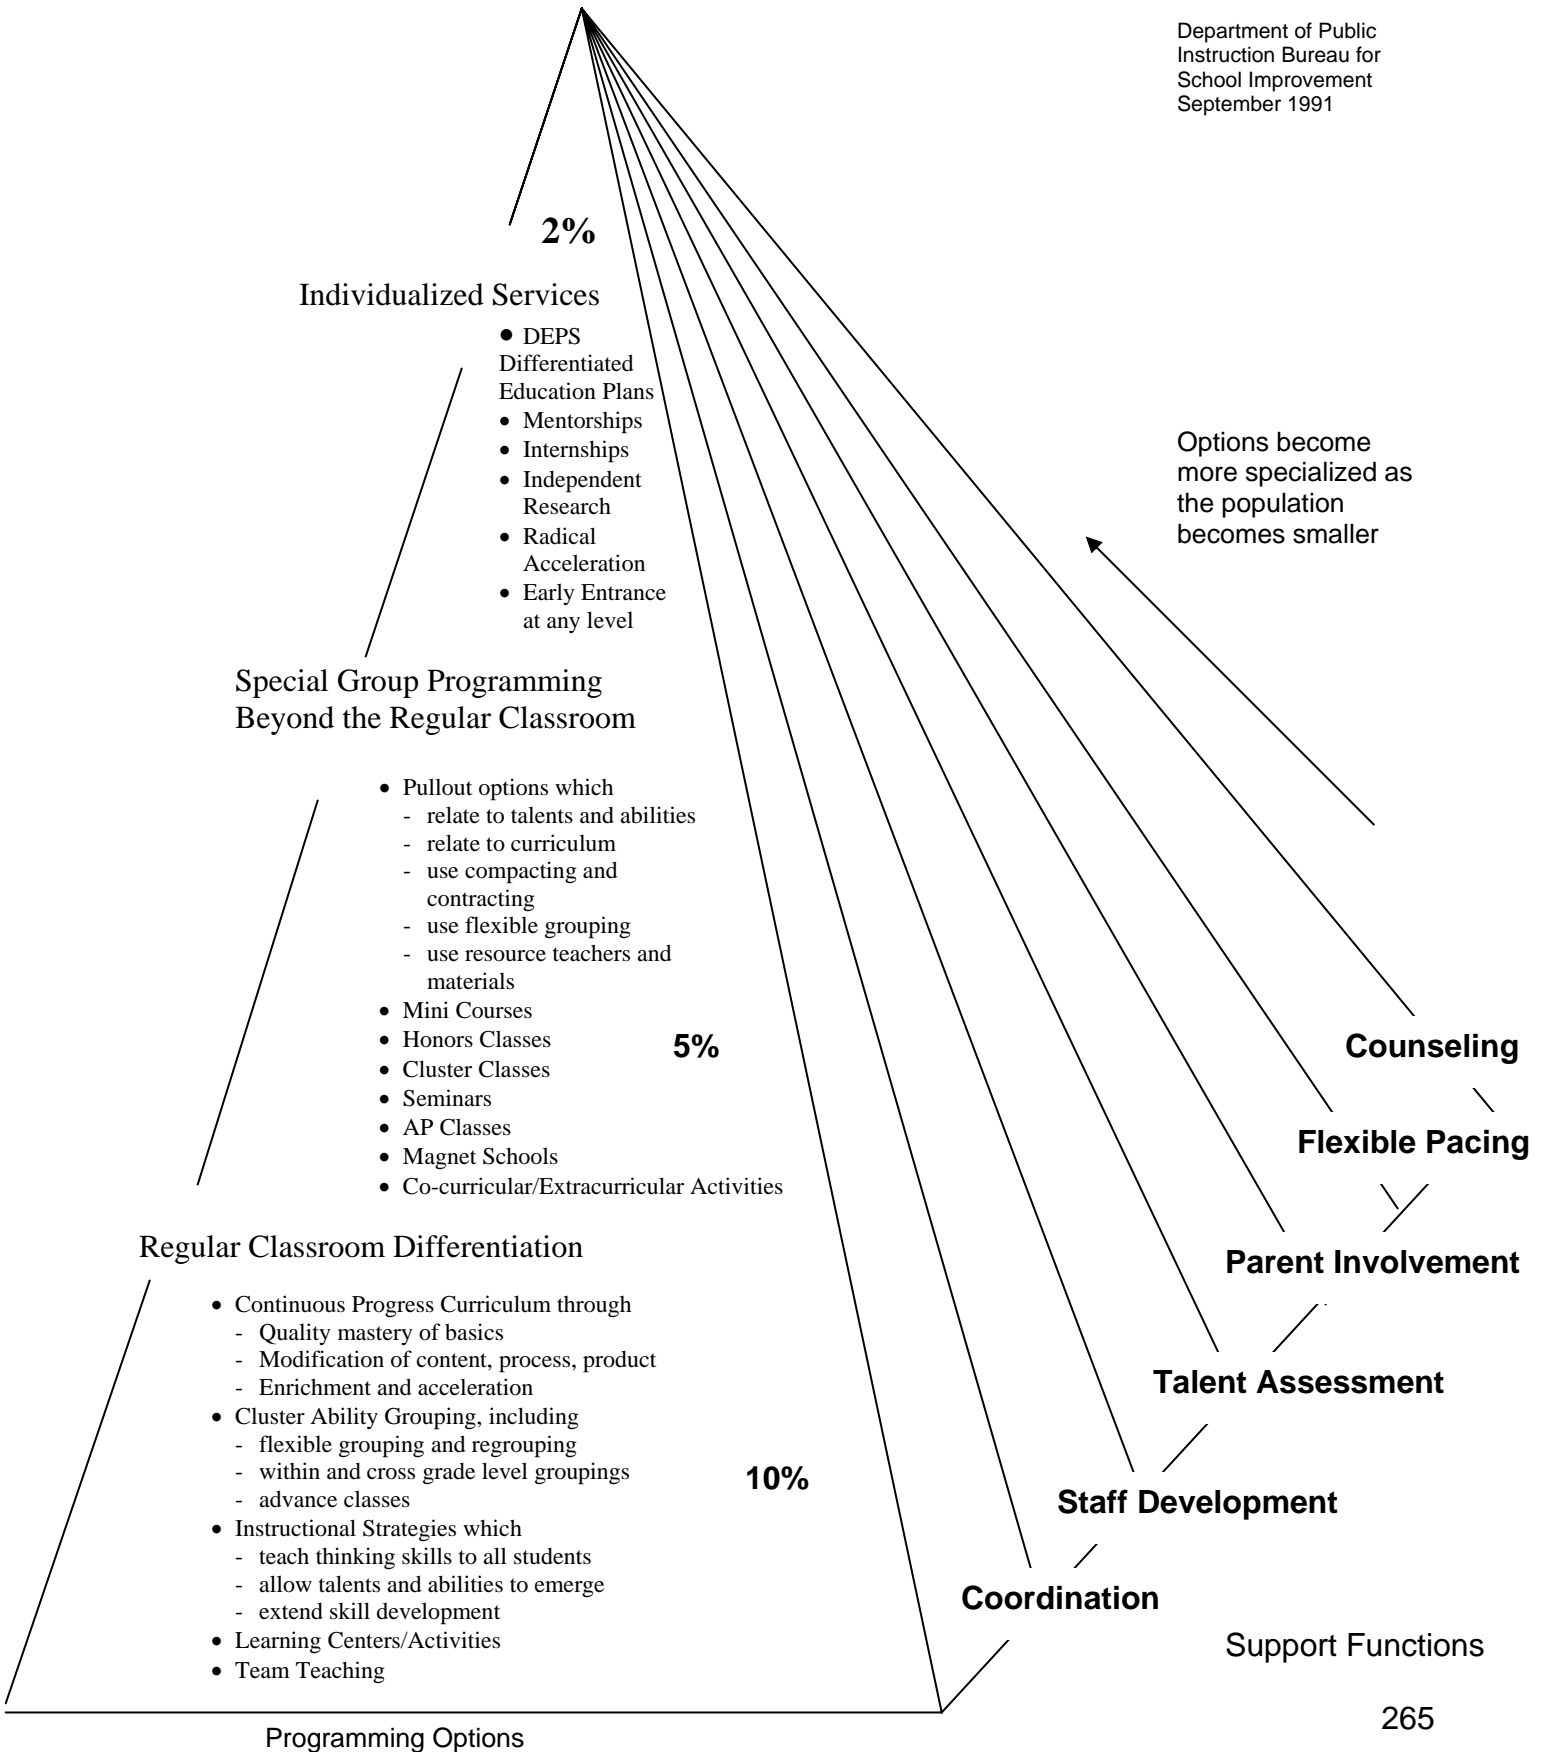 Department of Public
Instruction Bureau for
School Improvement
September 1991
2%
Individualized Services
• DEPS
Differentiated
Education Plans
• Mentorships
• Internships
• Independent
Research
• Radical
Acceleration
• Early Entrance
at any level
Options become
more specialized as
the population
becomes smaller
Special Group Programming
Beyond the Regular Classroom
• Pullout options which
- relate to talents and abilities
- relate to curriculum
- use compacting and
contracting
- use flexible grouping
- use resource teachers and
materials
• Mini Courses
• Honors Classes
• Cluster Classes
• Seminars
• AP Classes
• Magnet Schools
• Co-curricular/Extracurricular Activities
5%
Regular Classroom Differentiation
• Continuous Progress Curriculum through
- Quality mastery of basics
- Modification of content, process, product
- Enrichment and acceleration
• Cluster Ability Grouping, including
- flexible grouping and regrouping
- within and cross grade level groupings
- advance classes
• Instructional Strategies which
- teach thinking skills to all students
- allow talents and abilities to emerge
- extend skill development
• Learning Centers/Activities
• Team Teaching
10%
Counseling
Flexible Pacing
Parent Involvement
Talent Assessment
Staff Development
Coordination
Support Functions
Programming Options
265